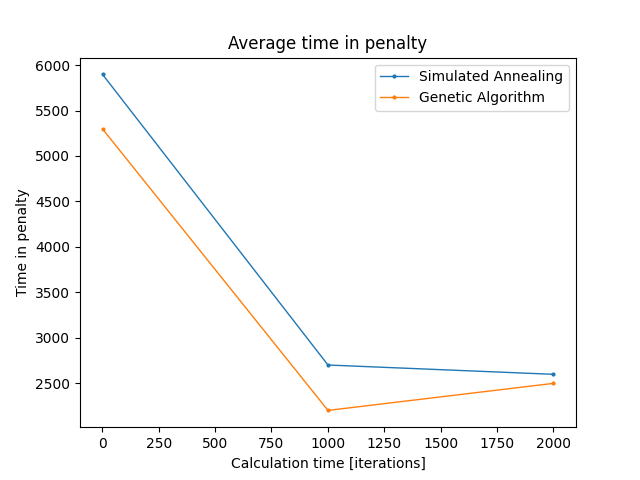 Average time in penalty
Simulated Annealing
Genetic Algorithm
6000
5500
5000
4500
4000
3500
3000
2500
Time in penalty
0 250 500 750 1000 1250 1500 1750 2000
Calculation time [iterations]